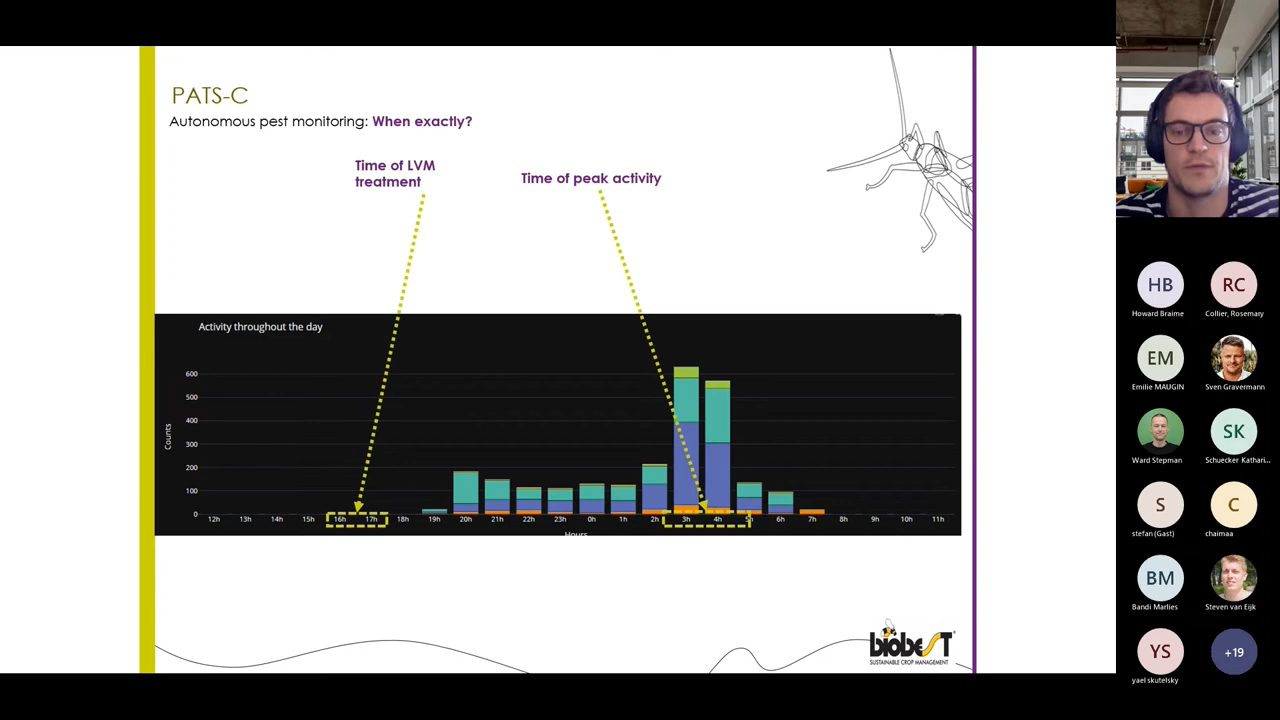 PATS-C
Autonomous pest monitoring: When exactly?
Time of LVM
treatment
Time of peak activity
Activity throughout the day
600
500
400
300
200
100
0
Counts
12h 13h 14h 15h 16h 17h 18h 19h 20h 21h 22h 23h 0h 1h 2h 3h 4h 5h 6h 7h 8h 9h 10h 11h
Hours
biobest®
SUSTAINABLE CROP MANAGEMENT
HB RC
Howard Braime Collier, Rosemary
EM
Emilie MAUGIN Sven Gravermann
SK
Ward Stepman Schuecker Kathari...
S C
stefan (Gast) chaimaa
BM
Bandi Marlies Steven van Eijk
YS +19
yael skutelsky